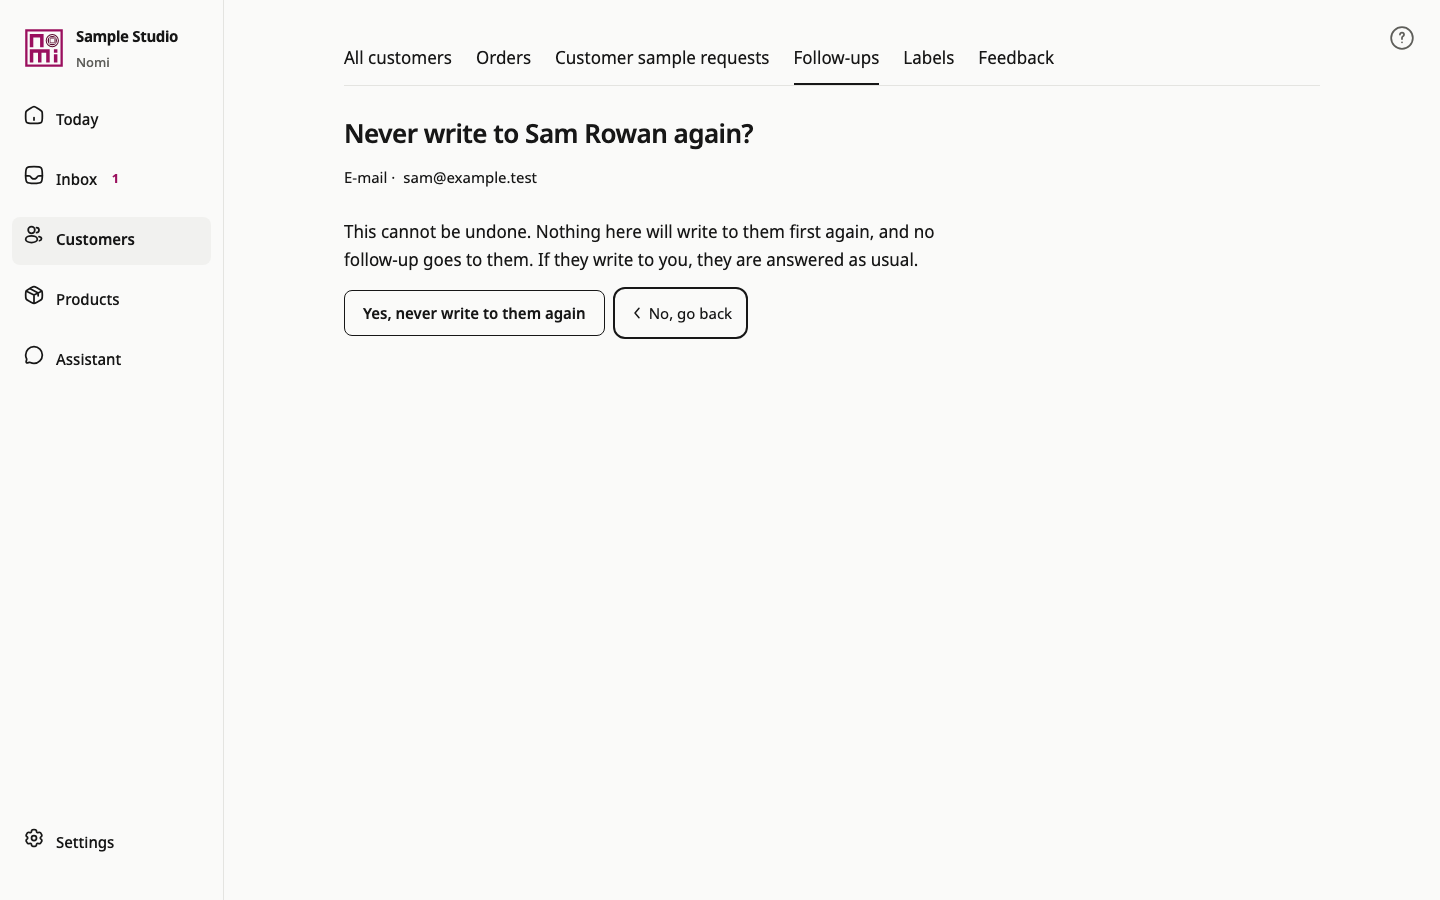 nomi
Sample Studio
Nomi
Today
Inbox 1
Customers
Products
Assistant
Settings
All customers Orders Customer sample requests Follow-ups Labels Feedback
Never write to Sam Rowan again?
E-mail · sam@example.test
This cannot be undone. Nothing here will write to them first again, and no
follow-up goes to them. If they write to you, they are answered as usual.
Yes, never write to them again
No, go back
?